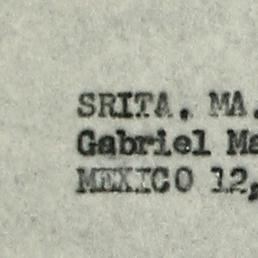 SRITA. MA.
Gabriel Ma
MEXICO 12,